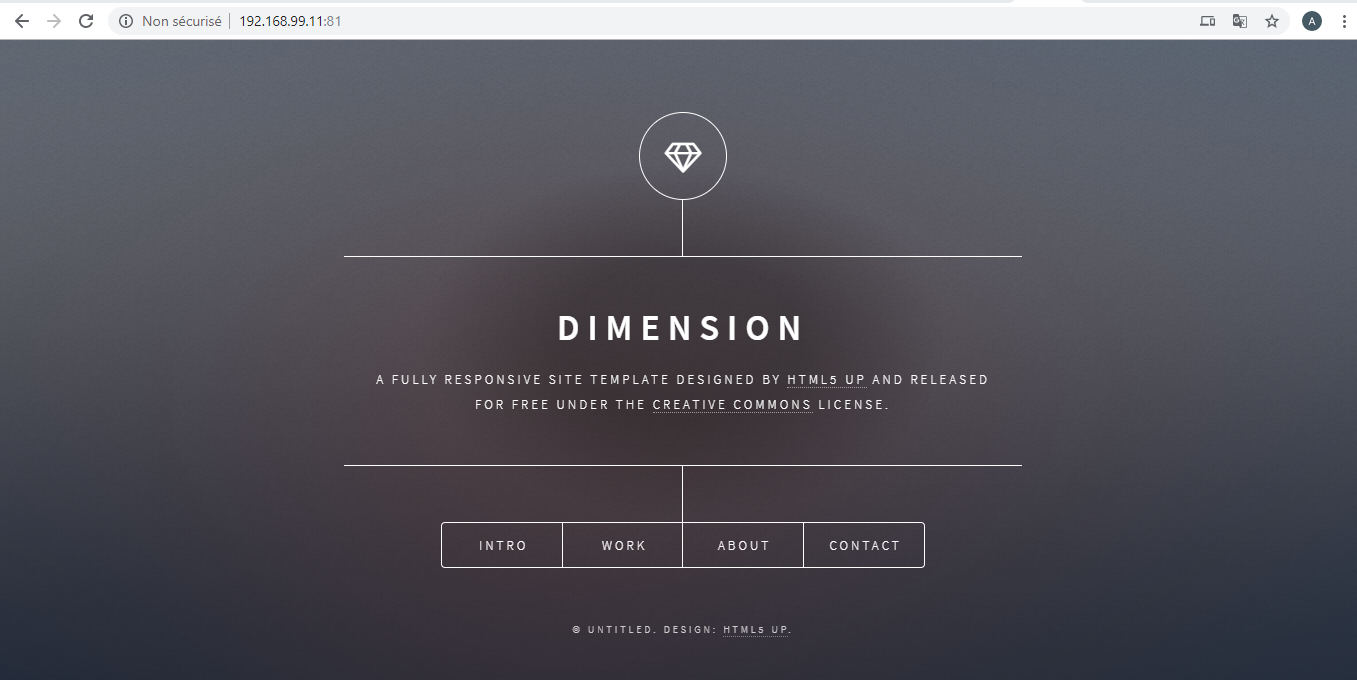 Non sécurisé 192.168.99.11:81
A
DIMENSION
A FULLY RESPONSIVE SITE TEMPLATE DESIGNED BY HTML5 UP AND RELEASED
FOR FREE UNDER THE CREATIVE COMMONS LICENSE.
INTRO WORK ABOUT CONTACT
© UNTITLED. DESIGN: HTML5 UP.